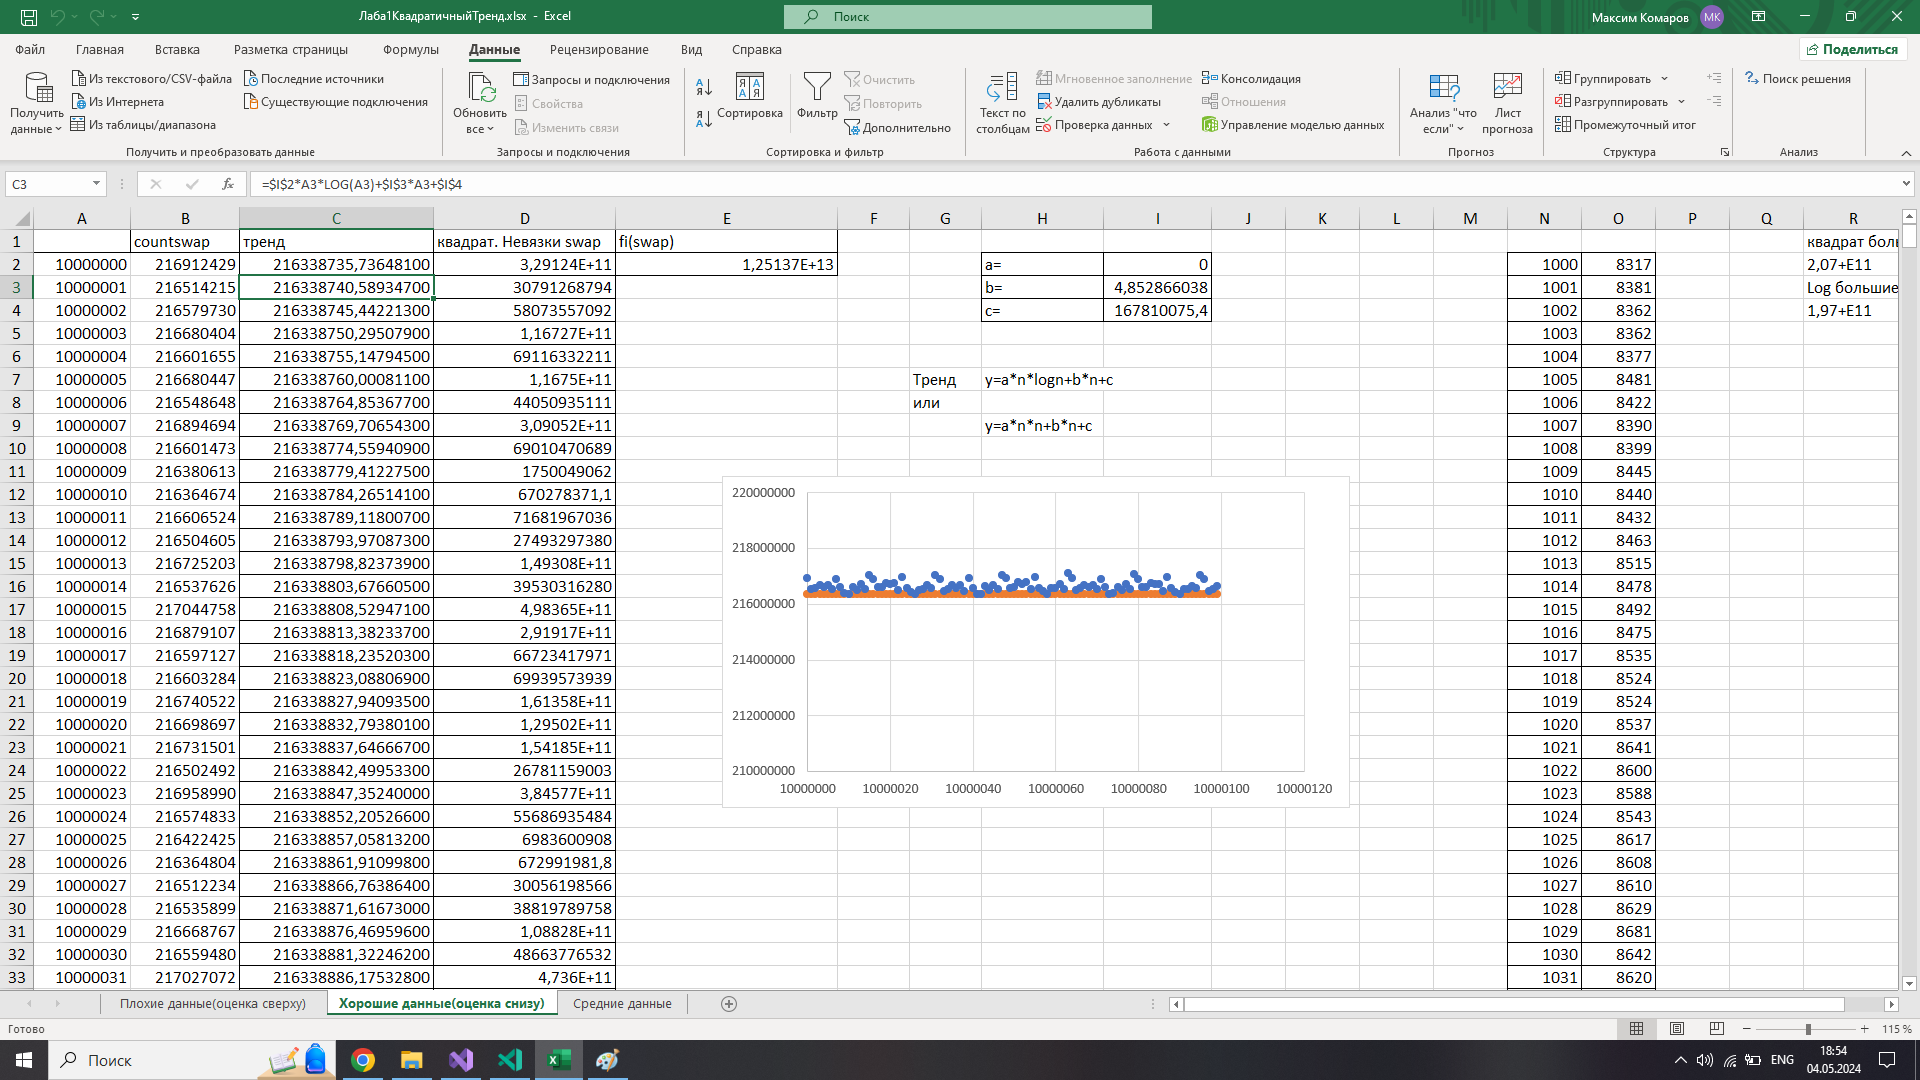 Лаба1КвадратичныйТренд.xlsx - Excel
Поиск
Максим Комаров
МК
Файл Главная Вставка Разметка страницы Формулы Данные Рецензирование Вид Справка
Поделиться
Получить данные
Из текстового/CSV-файла
Из Интернета
Из таблицы/диапазона
Последние источники
Существующие подключения
Получить и преобразовать данные
Обновить все
Запросы и подключения
Свойства
Изменить связи
Запросы и подключения
Сортировка
Фильтр
Очистить
Повторить
Дополнительно
Сортировка и фильтр
Текст по столбцам
Мгновенное заполнение
Удалить дубликаты
Проверка данных
Консолидация
Отношения
Управление моделью данных
Работа с данными
Анализ "что если"
Лист прогноза
Прогноз
Группировать
Разгруппировать
Промежуточный итог
Структура
Поиск решения
Анализ
C3
fx
=$I$2*A3*LOG(A3)+$I$3*A3+$I$4
A B C D E F G H I J K L M N O P Q R
1 countswap тренд квадрат. Невязки swap fi(swap) квадрат боль
2 10000000 216912429 216338735,73648100 3,29124E+11 1,25137E+13 a= 0 1000 8317 2,07+E11
3 10000001 216514215 216338740,58934700 30791268794 b= 4,852866038 1001 8381 Log большие
4 10000002 216579730 216338745,44221300 58073557092 c= 167810075,4 1002 8362 1,97+E11
5 10000003 216680404 216338750,29507900 1,16727E+11 1003 8362
6 10000004 216601655 216338755,14794500 69116332211 1004 8377
7 10000005 216680447 216338760,00081100 1,1675E+11 Тренд y=a*n*logn+b*n+c 1005 8481
8 10000006 216548648 216338764,85367700 44050935111 или 1006 8422
9 10000007 216894694 216338769,70654300 3,09052E+11 y=a*n*n+b*n+c 1007 8390
10 10000008 216601473 216338774,55940900 69010470689 1008 8399
11 10000009 216380613 216338779,41227500 1750049062 1009 8445
12 10000010 216364674 216338784,26514100 670278371,1 1010 8440
13 10000011 216606524 216338789,11800700 71681967036 1011 8432
14 10000012 216504605 216338793,97087300 27493297380 1012 8463
15 10000013 216725203 216338798,82373900 1,49308E+11 1013 8515
16 10000014 216537626 216338803,67660500 39530316280 1014 8478
17 10000015 217044758 216338808,52947100 4,98365E+11 1015 8492
18 10000016 216879107 216338813,38233700 2,91917E+11 1016 8475
19 10000017 216597127 216338818,23520300 66723417971 1017 8535
20 10000018 216603284 216338823,08806900 69939573939 1018 8524
21 10000019 216740522 216338827,94093500 1,61358E+11 1019 8524
22 10000020 216698697 216338832,79380100 1,29502E+11 1020 8537
23 10000021 216731501 216338837,64666700 1,54185E+11 1021 8641
24 10000022 216502492 216338842,49953300 26781159003 1022 8600
25 10000023 216958990 216338847,35240000 3,84577E+11 1023 8588
26 10000024 216574833 216338852,20526600 55686935484 1024 8543
27 10000025 216422425 216338857,05813200 6983600908 1025 8617
28 10000026 216364804 216338861,91099800 672991981,8 1026 8608
29 10000027 216512234 216338866,76386400 30056198566 1027 8610
30 10000028 216535899 216338871,61673000 38819789758 1028 8629
31 10000029 216668767 216338876,46959600 1,08828E+11 1029 8681
32 10000030 216559480 216338881,32246200 48663776532 1030 8642
33 10000031 217027072 216338886,17532800 4,736E+11 1031 8620
220000000
218000000
216000000
214000000
212000000
210000000
10000000 10000020 10000040 10000060 10000080 10000100 10000120
Плохие данные(оценка сверху) Хорошие данные(оценка снизу) Средние данные
Готово
115 %
Поиск
ENG
18:54
04.05.2024